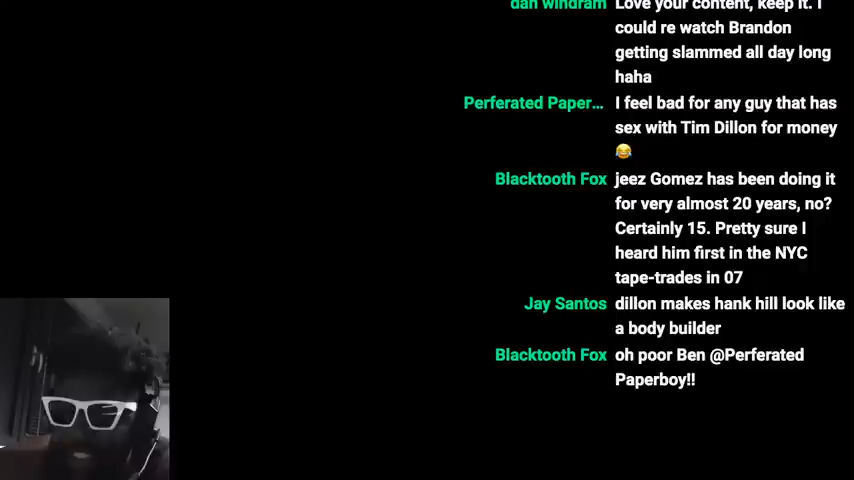 dan windram Love your content, keep it. I
could re watch Brandon
getting slammed all day long
haha
Perferated Paper... I feel bad for any guy that has
sex with Tim Dillon for money
😂
Blacktooth Fox jeez Gomez has been doing it
for very almost 20 years, no?
Certainly 15. Pretty sure I
heard him first in the NYC
tape-trades in 07
Jay Santos dillon makes hank hill look like
a body builder
Blacktooth Fox oh poor Ben @Perferated
Paperboy!!